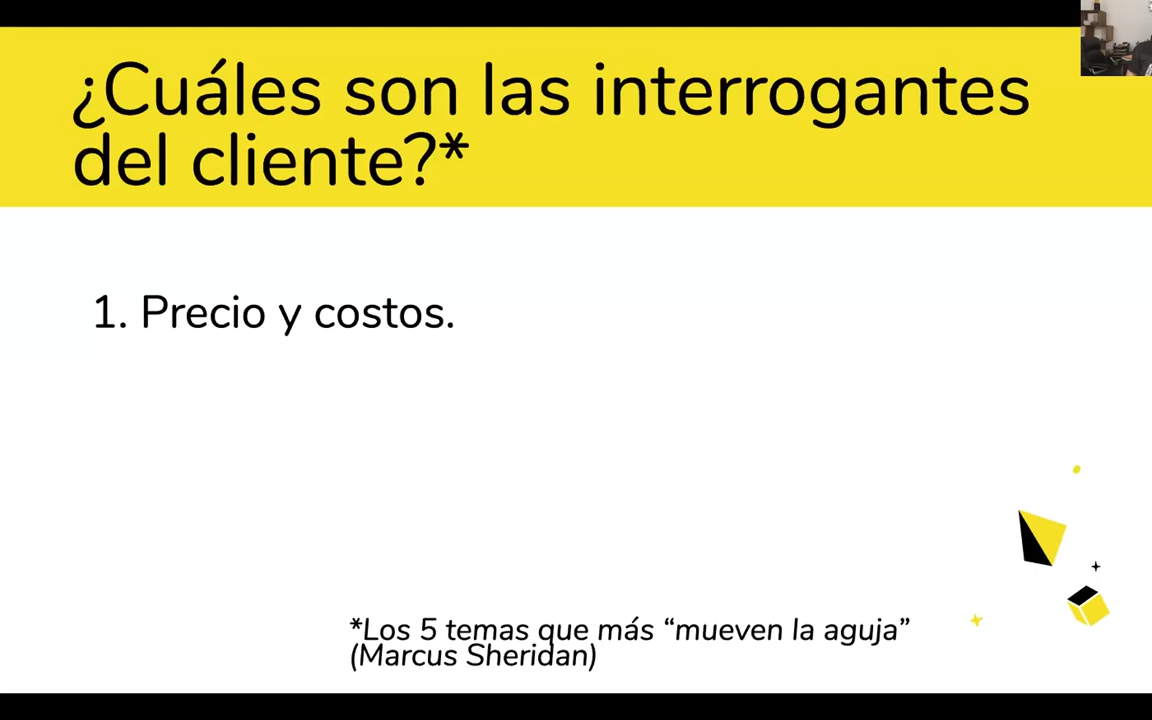 ¿Cuáles son las interrogantes
del cliente?*
1. Precio y costos.
*Los 5 temas que más “mueven la aguja”
(Marcus Sheridan)